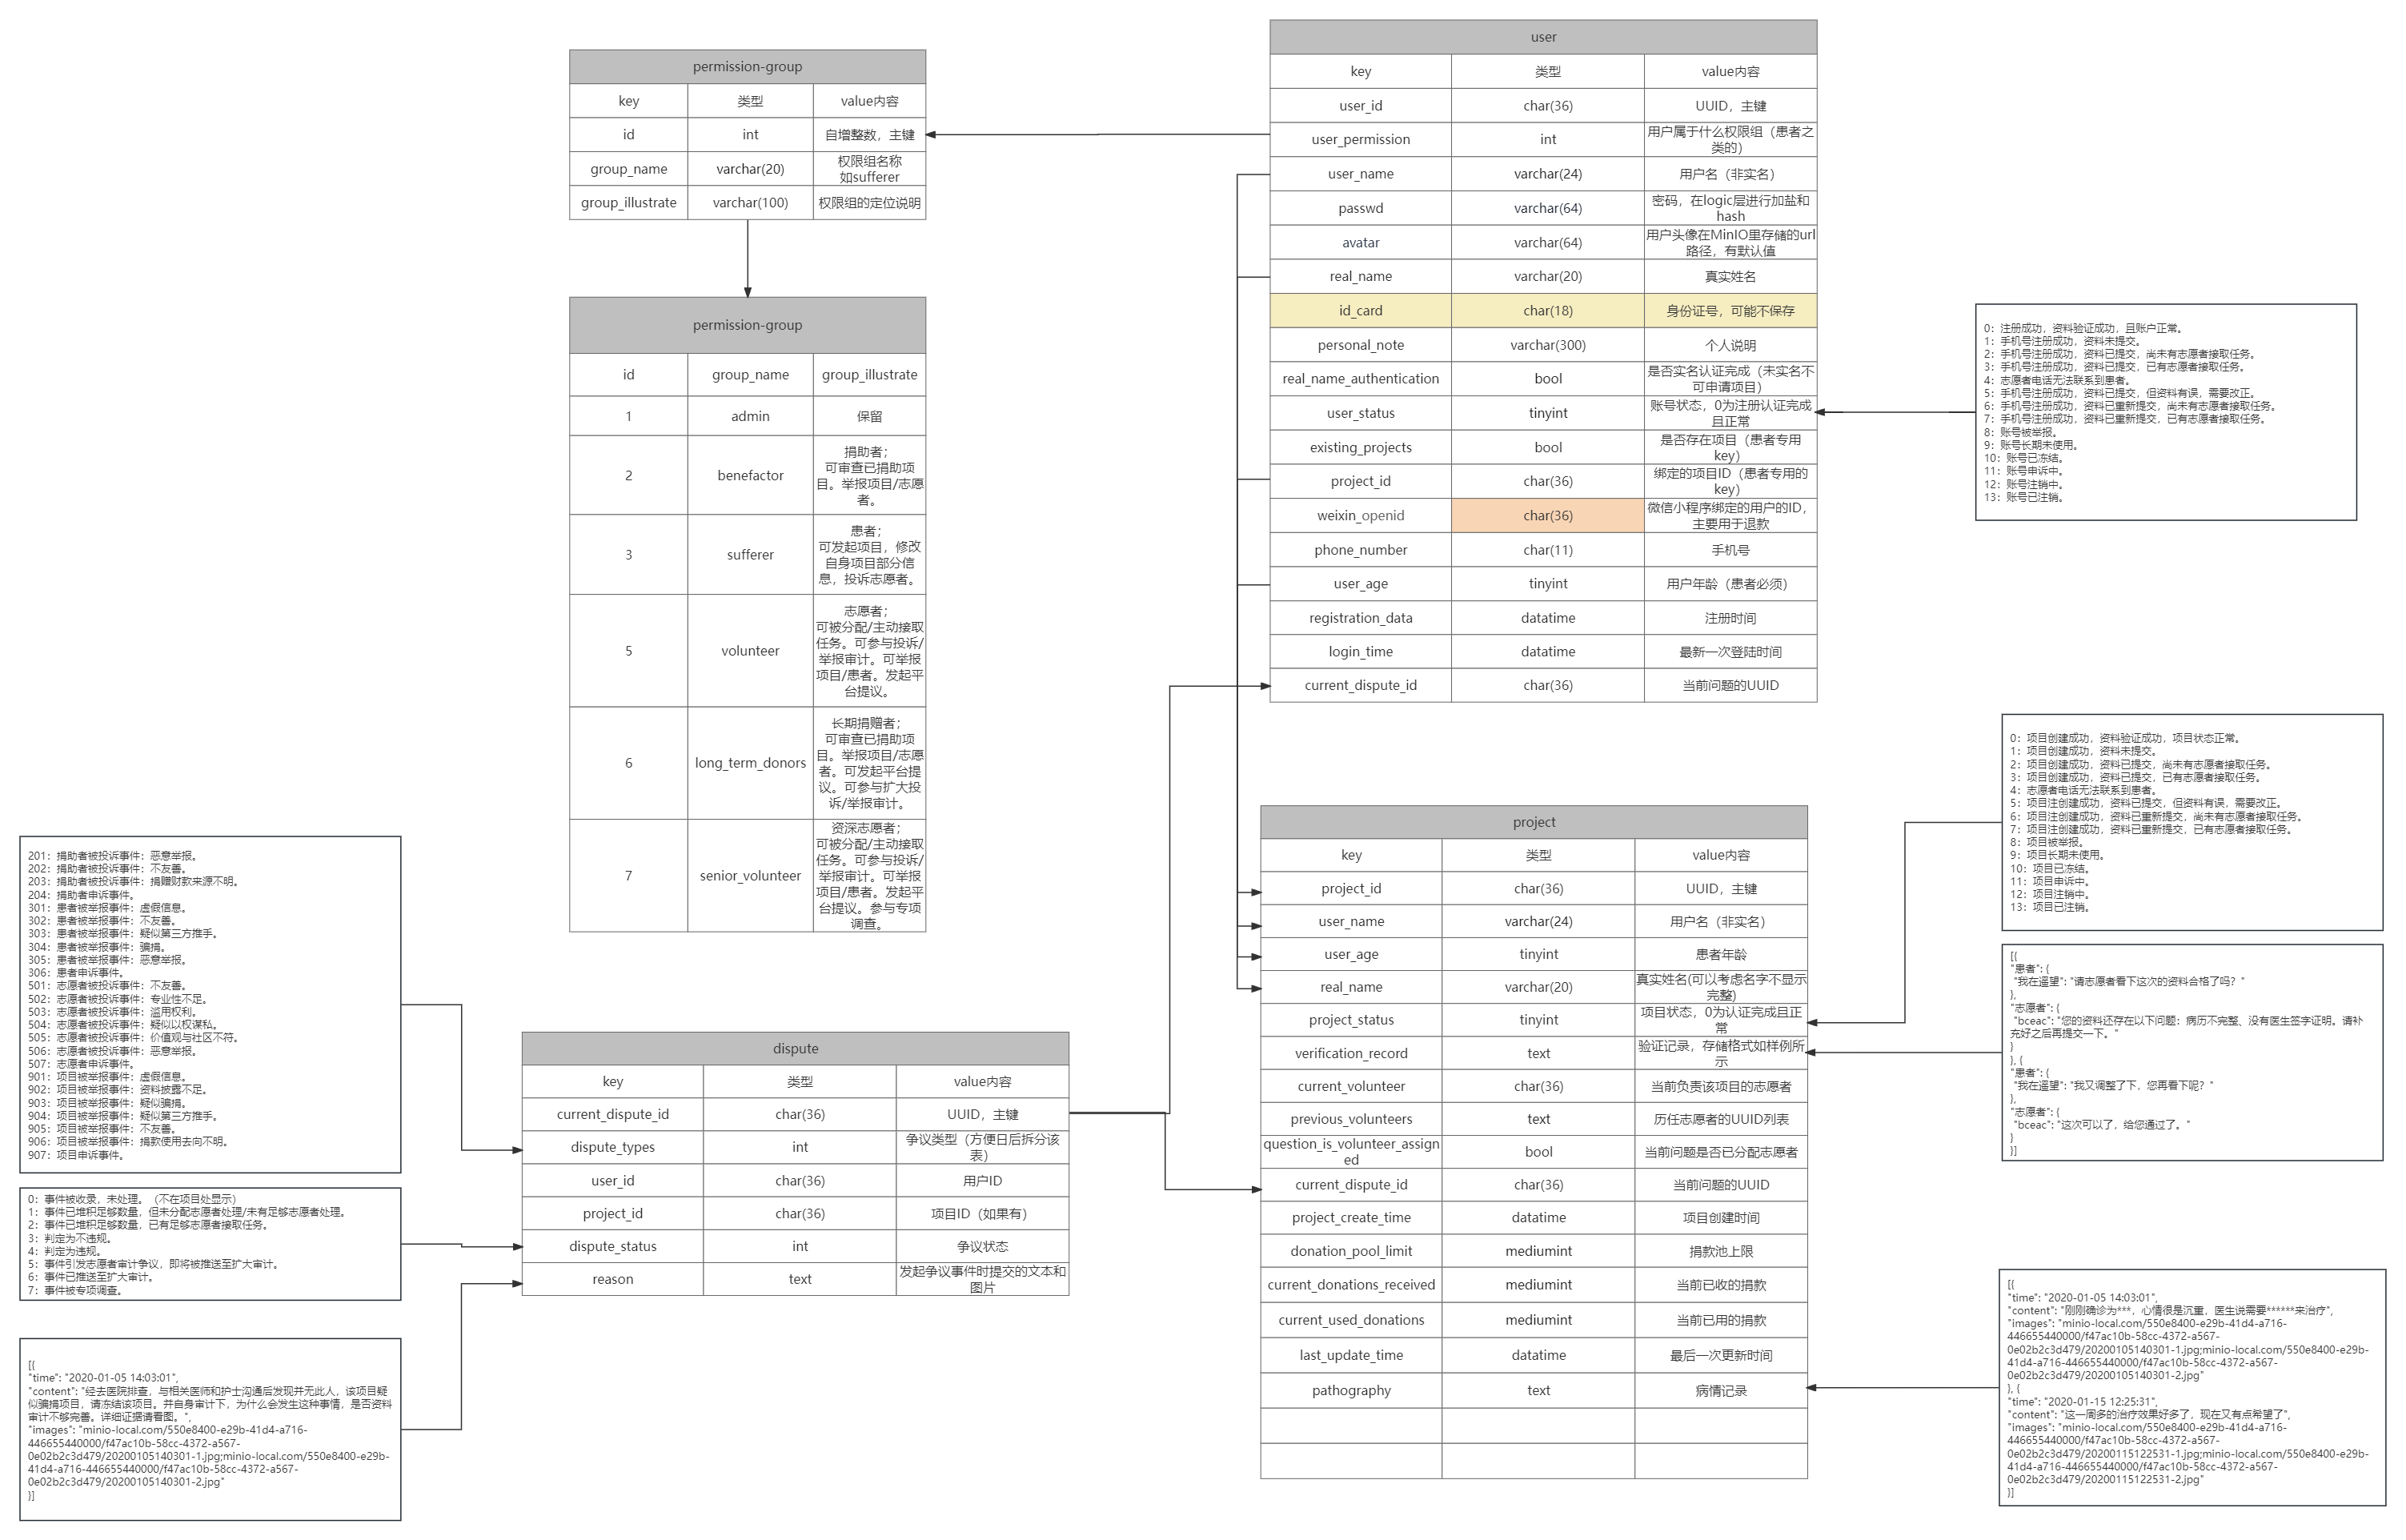 permission-group
key 类型 value内容
id int 自增整数，主键
group_name varchar(20) 权限组名称
如sufferer
group_illustrate varchar(100) 权限组的定位说明
permission-group
id group_name group_illustrate
1 admin 保留
2 benefactor 捐助者；
可审查已捐助项
目。举报项目/志愿
者。
3 sufferer 患者；
可发起项目，修改
自身项目部分信
息，投诉志愿者。
5 volunteer 志愿者；
可被分配/主动接取
任务。可参与投诉/
举报审计。可举报
项目/患者。发起平
台提议。
6 long_term_donors 长期捐赠者；
可审查已捐助项
目。举报项目/志愿
者。可发起平台提
议。可参与扩大投
诉/举报审计。
7 senior_volunteer 资深志愿者；
可被分配/主动接取
任务。可参与投诉/
举报审计。可举报
项目/患者。发起平
台提议。参与专项
调查。
user
key 类型 value内容
user_id char(36) UUID，主键
user_permission int 用户属于什么权限组（患者之
类的）
user_name varchar(24) 用户名（非实名）
passwd varchar(64) 密码，在logic层进行加盐和
hash
avatar varchar(64) 用户头像在MinIO里存储的url
路径，有默认值
real_name varchar(20) 真实姓名
id_card char(18) 身份证号，可能不保存
personal_note varchar(300) 个人说明
real_name_authentication bool 是否实名认证完成（未实名不
可申请项目）
user_status tinyint 账号状态，0为注册认证完成
且正常
existing_projects bool 是否存在项目（患者专用
key）
project_id char(36) 绑定的项目ID（患者专用的
key）
weixin_openid char(36) 微信小程序绑定的用户的ID，
主要用于退款
phone_number char(11) 手机号
user_age tinyint 用户年龄（患者必须）
registration_data datatime 注册时间
login_time datatime 最新一次登陆时间
current_dispute_id char(36) 当前问题的UUID
0：注册成功，资料验证成功，且账户正常。
1：手机号注册成功，资料未提交。
2：手机号注册成功，资料已提交，尚未有志愿者接取任务。
3：手机号注册成功，资料已提交，已有志愿者接取任务。
4：志愿者电话无法联系到患者。
5：手机号注册成功，资料已提交，但资料有误，需要改正。
6：手机号注册成功，资料已重新提交，尚未有志愿者接取任务。
7：手机号注册成功，资料已重新提交，已有志愿者接取任务。
8：账号被举报。
9：账号长期未使用。
10：账号已冻结。
11：账号申诉中。
12：账号注销中。
13：账号已注销。
project
key 类型 value内容
project_id char(36) UUID，主键
user_name varchar(24) 用户名（非实名）
user_age tinyint 患者年龄
real_name varchar(20) 真实姓名(可以考虑名字不显示
完整)
project_status tinyint 项目状态，0为认证完成且正
常
verification_record text 验证记录，存储格式如样例所
示
current_volunteer char(36) 当前负责该项目的志愿者
previous_volunteers text 历任志愿者的UUID列表
question_is_volunteer_assign
ed bool 当前问题是否已分配志愿者
current_dispute_id char(36) 当前问题的UUID
project_create_time datatime 项目创建时间
donation_pool_limit mediumint 捐款池上限
current_donations_received mediumint 当前已收的捐款
current_used_donations mediumint 当前已用的捐款
last_update_time datatime 最后一次更新时间
pathography text 病情记录
0：项目创建成功，资料验证成功，项目状态正常。
1：项目创建成功，资料未提交。
2：项目创建成功，资料已提交，尚未有志愿者接取任务。
3：项目创建成功，资料已提交，已有志愿者接取任务。
4：志愿者电话无法联系到患者。
5：项目注创建成功，资料已提交，但资料有误，需要改正。
6：项目注创建成功，资料已重新提交，尚未有志愿者接取任务。
7：项目注创建成功，资料已重新提交，已有志愿者接取任务。
8：项目被举报。
9：项目长期未使用。
10：项目已冻结。
11：项目申诉中。
12：项目注销中。
13：项目已注销。
[{
"患者": {
"我在遥望": "请志愿者看下这次的资料合格了吗？"
},
"志愿者": {
"bceac": "您的资料还存在以下问题：病历不完整、没有医生签字证明。请补
充好之后再提交一下。"
}
}, {
"患者": {
"我在遥望": "我又调整了下，您再看下呢？"
},
"志愿者": {
"bceac": "这次可以了，给您通过了。"
}
}]
[{
"time": "2020-01-05 14:03:01",
"content": "刚刚确诊为***，心情很是沉重，医生说需要******来治疗",
"images": "minio-local.com/550e8400-e29b-41d4-a716-
446655440000/f47ac10b-58cc-4372-a567-
0e02b2c3d479/20200105140301-1.jpg;minio-local.com/550e8400-e29b-
41d4-a716-446655440000/f47ac10b-58cc-4372-a567-
0e02b2c3d479/20200105140301-2.jpg"
}, {
"time": "2020-01-15 12:25:31",
"content": "这一周多的治疗效果好多了，现在又有点希望了",
"images": "minio-local.com/550e8400-e29b-41d4-a716-
446655440000/f47ac10b-58cc-4372-a567-
0e02b2c3d479/20200115122531-1.jpg;minio-local.com/550e8400-e29b-
41d4-a716-446655440000/f47ac10b-58cc-4372-a567-
0e02b2c3d479/20200115122531-2.jpg"
}]
201：捐助者被投诉事件：恶意举报。
202：捐助者被投诉事件：不友善。
203：捐助者被投诉事件：捐赠财款来源不明。
204：捐助者申诉事件。
301：患者被举报事件：虚假信息。
302：患者被举报事件：不友善。
303：患者被举报事件：疑似第三方推手。
304：患者被举报事件：骗捐。
305：患者被举报事件：恶意举报。
306：患者申诉事件。
501：志愿者被投诉事件：不友善。
502：志愿者被投诉事件：专业性不足。
503：志愿者被投诉事件：滥用权利。
504：志愿者被投诉事件：疑似以权谋私。
505：志愿者被投诉事件：价值观与社区不符。
506：志愿者被投诉事件：恶意举报。
507：志愿者申诉事件。
901：项目被举报事件：虚假信息。
902：项目被举报事件：资料披露不足。
903：项目被举报事件：疑似骗捐。
904：项目被举报事件：疑似第三方推手。
905：项目被举报事件：不友善。
906：项目被举报事件：捐款使用去向不明。
907：项目申诉事件。
0：事件被收录，未处理。（不在项目处显示）
1：事件已堆积足够数量，但未分配志愿者处理/未有足够志愿者处理。
2：事件已堆积足够数量，已有足够志愿者接取任务。
3：判定为不违规。
4：判定为违规。
5：事件引发志愿者审计争议，即将被推送至扩大审计。
6：事件已推送至扩大审计。
7：事件被专项调查。
[{
"time": "2020-01-05 14:03:01",
"content": "经去医院排查，与相关医师和护士沟通后发现并无此人，该项目疑
似骗捐项目，请冻结该项目。并自身审计下，为什么会发生这种事情，是否资料
审计不够完善。详细证据请看图。",
"images": "minio-local.com/550e8400-e29b-41d4-a716-
446655440000/f47ac10b-58cc-4372-a567-
0e02b2c3d479/20200105140301-1.jpg;minio-local.com/550e8400-e29b-
41d4-a716-446655440000/f47ac10b-58cc-4372-a567-
0e02b2c3d479/20200105140301-2.jpg"
}]
dispute
key 类型 value内容
current_dispute_id char(36) UUID，主键
dispute_types int 争议类型（方便日后拆分该
表）
user_id char(36) 用户ID
project_id char(36) 项目ID（如果有）
dispute_status int 争议状态
reason text 发起争议事件时提交的文本和
图片